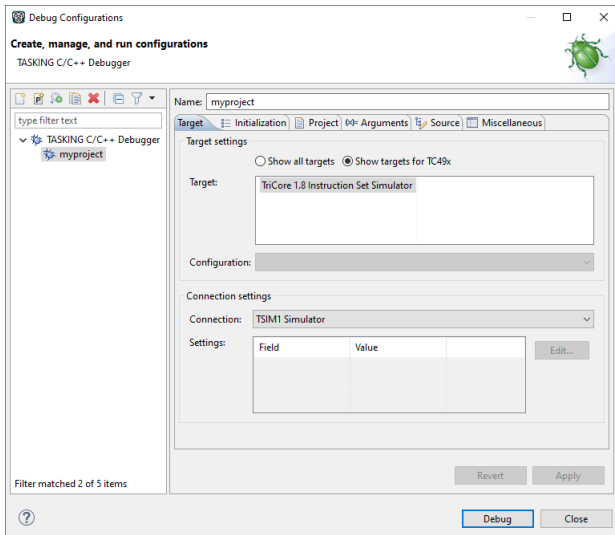 Debug Configurations
Create, manage, and run configurations
TASKING C/C++ Debugger
type filter text
TASKING C/C++ Debugger
myproject
Filter matched 2 of 5 items
Name: myproject
Target Initialization Project (x)= Arguments Source Miscellaneous
Target settings
Show all targets Show targets for TC49x
Target: TriCore 1.8 Instruction Set Simulator
Configuration:
Connection settings
Connection: TSIM1 Simulator
Settings: Field Value Edit...
Revert Apply
Debug Close